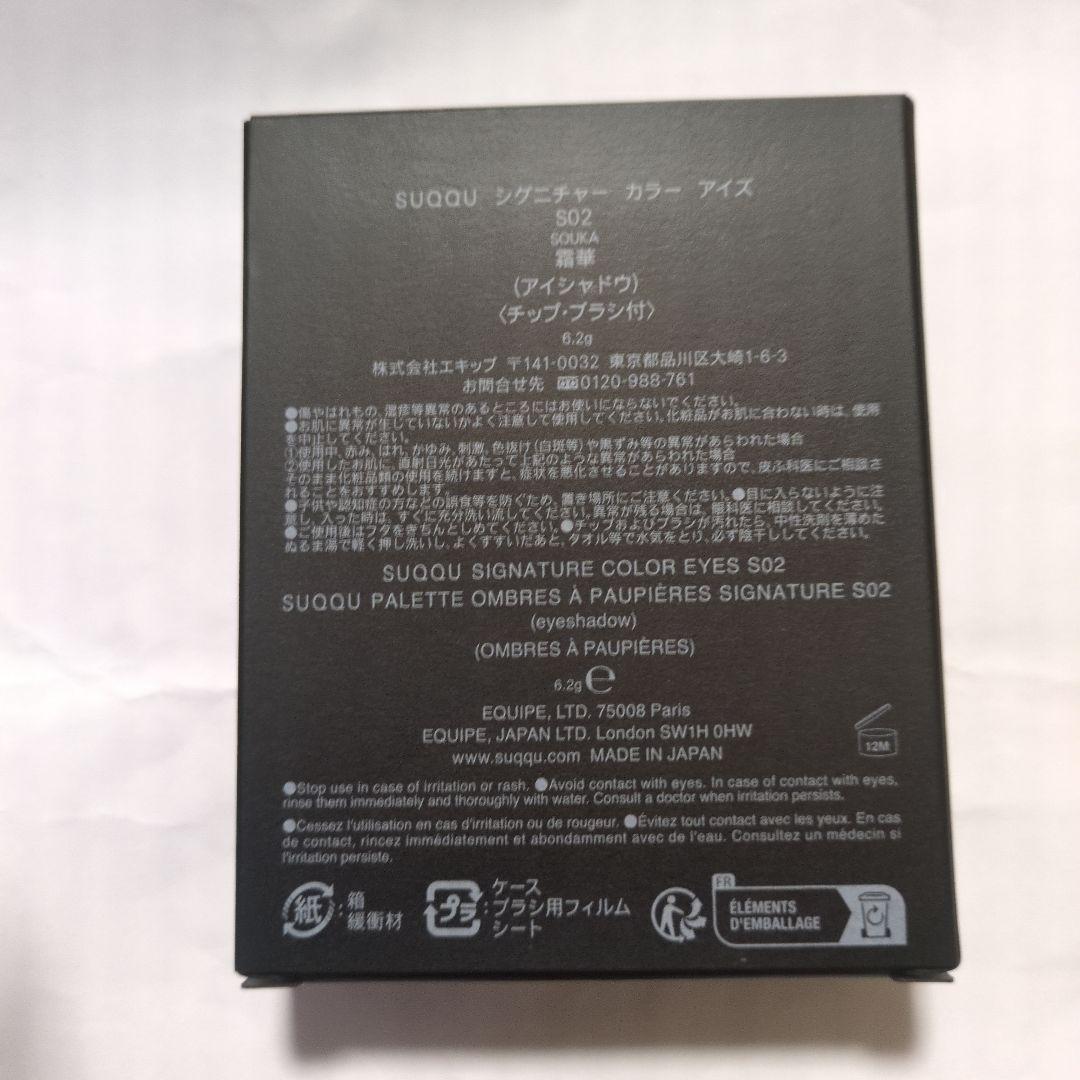 SUQQU シグニチャー カラー アイズ
S02
SOUKA
霜華
(アイシャドウ)
〈チップ・ブラシ付〉
6.2g
株式会社エキップ 〒141-0032 東京都品川区大崎1-6-3
お問合せ先 0120-988-761
●傷やはれもの、湿疹等異常のあるところにはお使いにならないでください。
●お肌に異常が生じていないかよく注意して使用してください。化粧品がお肌に合わない時は、使用
を中止してください。
①使用中、赤み、はれ、かゆみ、刺激、色抜け(白斑等)や黒ずみ等の異常があらわれた場合
②使用したお肌に、直射日光があたって上記のような異常があらわれた場合
そのまま化粧品類の使用を続けますと、症状を悪化させることがありますので、皮ふ科医にご相談さ
れることをおすすめします。
●子供や認知症の方などの誤食等を防ぐため、置き場所にご注意ください。●目に入らないように注
意し、入った時は、すぐに充分洗い流してください。異常が残る場合は、眼科医に相談してください。
●ご使用後はフタをきちんとしめてください。●チップおよびブラシが汚れたら、中性洗剤を薄めた
ぬるま湯で軽く押し洗いし、よくすすいだあと、タオル等で水気をとり、必ず陰干ししてください。
SUQQU SIGNATURE COLOR EYES S02
SUQQU PALETTE OMBRES À PAUPIÈRES SIGNATURE S02
(eyeshadow)
(OMBRES À PAUPIÈRES)
6.2g ℮
EQUIPE, LTD. 75008 Paris
EQUIPE, JAPAN LTD. London SW1H 0HW
www.suqqu.com MADE IN JAPAN
12M
●Stop use in case of irritation or rash. ●Avoid contact with eyes. In case of contact with eyes,
rinse them immediately and thoroughly with water. Consult a doctor when irritation persists.
●Cessez l'utilisation en cas d'irritation ou de rougeur. ●Évitez tout contact avec les yeux. En cas
de contact, rincez immédiatement et abondamment avec de l'eau. Consultez un médecin si
l'irritation persiste.
紙 : 箱
緩衝材
プラ : ケース
ブラシ用フィルム
シート
FR
ÉLÉMENTS
D'EMBALLAGE